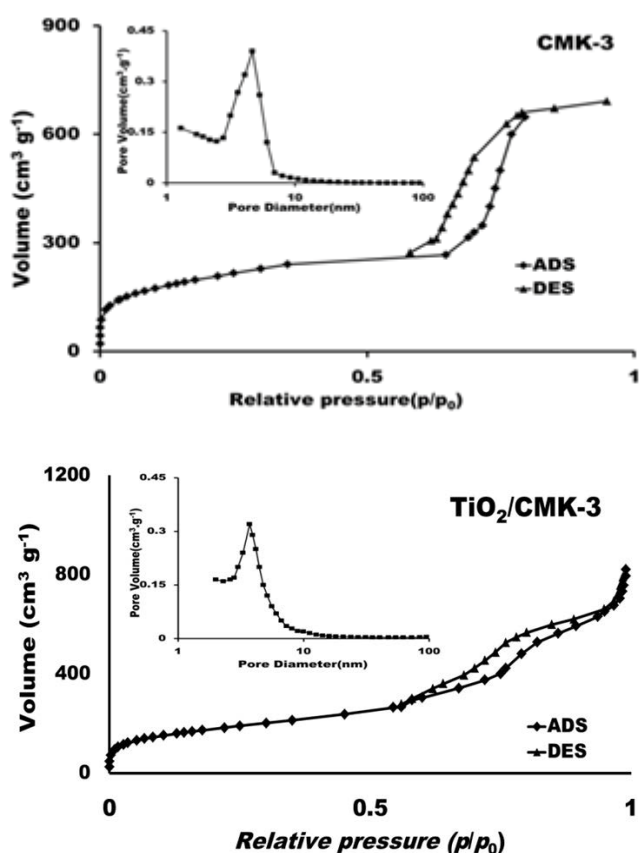 900
CMK-3
0.45
0.3
0.15
0
Pore Volume(cm³.g⁻¹)
1
10
100
Pore Diameter(nm)
600
300
0
Volume (cm³ g⁻¹)
ADS
DES
0
0.5
1
Relative pressure(p/p₀)
1200
TiO₂/CMK-3
0.45
0.3
0.15
0
Pore Volume(cm³.g⁻¹)
1
10
100
Pore Diameter(nm)
800
400
0
Volume (cm³ g⁻¹)
ADS
DES
0
0.5
1
Relative pressure (p/p₀)